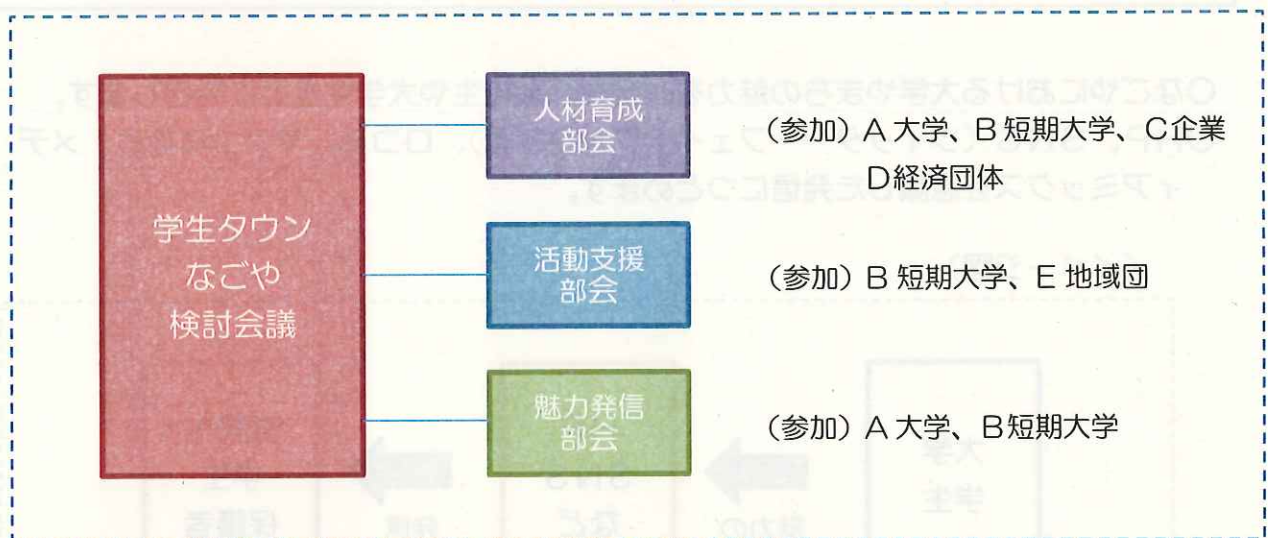 学生タウン
なごや
検討会議
人材育成
部会
(参加) A 大学、B 短期大学、C企業
D経済団体
活動支援
部会
(参加) B 短期大学、E 地域団
魅力発信
部会
(参加) A 大学、B短期大学